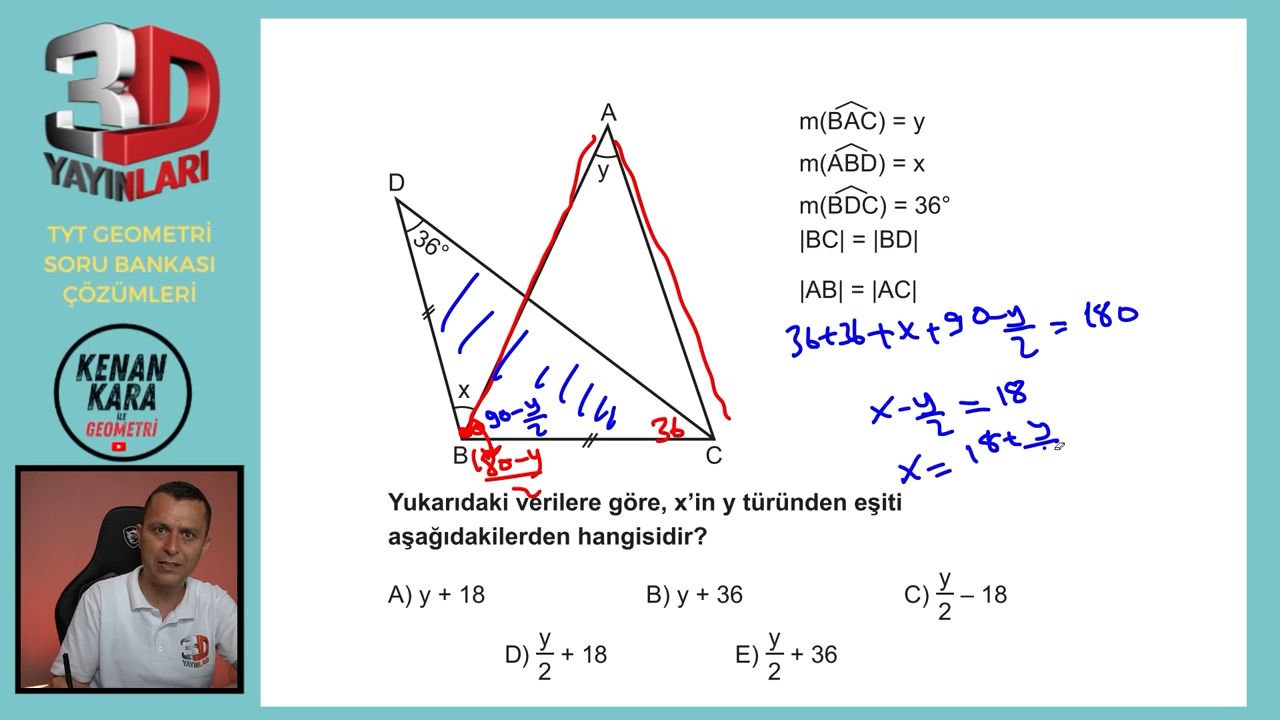 3D
YAYINLARI
TYT GEOMETRİ
SORU BANKASI
ÇÖZÜMLERİ
KENAN
KARA
İLE
GEOMETRİ
3D
YAYINLARI
A
y
D
36°
x
90-y/2
36
B
C
180-y
2
m(BAC) = y
m(ABD) = x
m(BDC) = 36°
|BC| = |BD|
|AB| = |AC|
36+36+x+90-y/2 = 180
x-y/2 = 18
x = 18+y
Yukarıdaki verilere göre, x’in y türünden eşiti
aşağıdakilerden hangisidir?
A) y + 18 B) y + 36 C) y/2 – 18
D) y/2 + 18 E) y/2 + 36